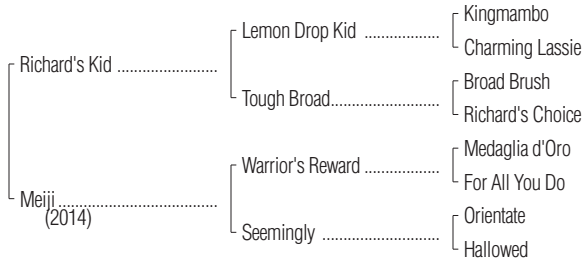 Kingmambo
Lemon Drop Kid ..................
Charming Lassie
Richard's Kid ........................
Broad Brush
Tough Broad..........................
Richard's Choice
Medaglia d'Oro
Warrior's Reward ..................
For All You Do
Meiji......................................
(2014)
Orientate
Seemingly ............................
Hallowed